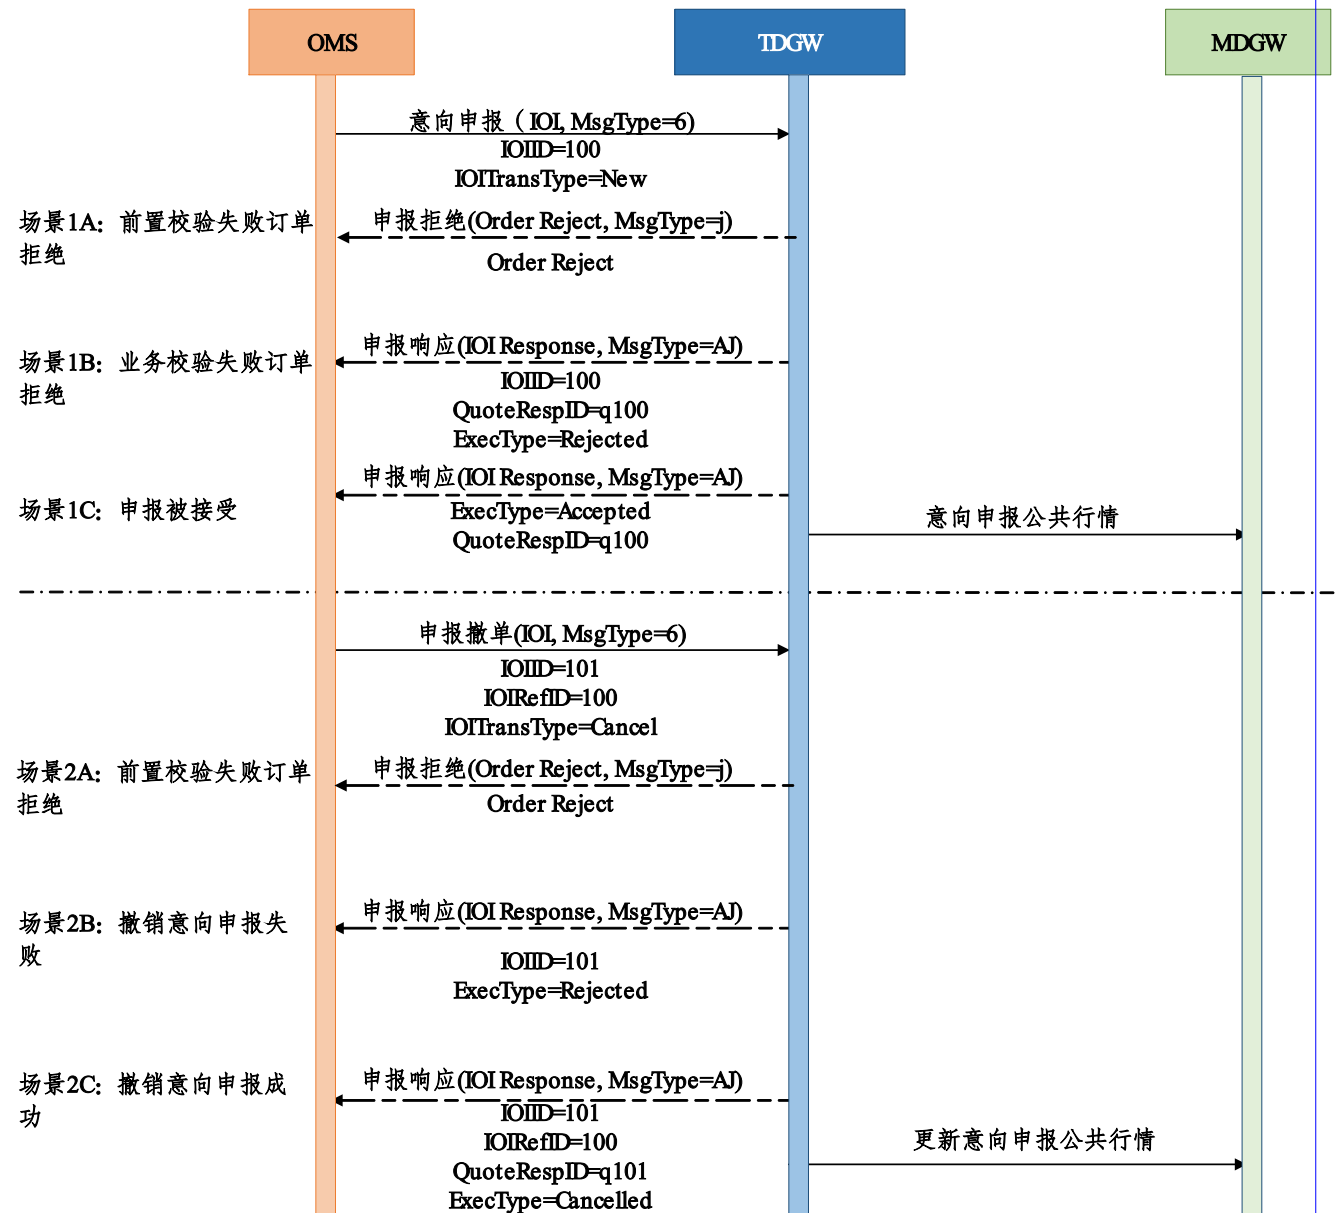 OMS
TDGW
MDGW
意向申报（IOI, MsgType=6)
IOIID=100
IOITransType=New
场景1A：前置校验失败订单
拒绝
申报拒绝(Order Reject, MsgType=j)
Order Reject
场景1B：业务校验失败订单
拒绝
申报响应(IOI Response, MsgType=AJ)
IOIID=100
QuoteRespID=q100
ExecType=Rejected
场景1C：申报被接受
申报响应(IOI Response, MsgType=AJ)
ExecType=Accepted
QuoteRespID=q100
意向申报公共行情
申报撤单(IOI, MsgType=6)
IOIID=101
IOIRefID=100
IOITransType=Cancel
场景2A：前置校验失败订单
拒绝
申报拒绝(Order Reject, MsgType=j)
Order Reject
场景2B：撤销意向申报失
败
申报响应(IOI Response, MsgType=AJ)
IOIID=101
ExecType=Rejected
场景2C：撤销意向申报成
功
申报响应(IOI Response, MsgType=AJ)
IOIID=101
IOIRefID=100
QuoteRespID=q101
ExecType=Cancelled
更新意向申报公共行情